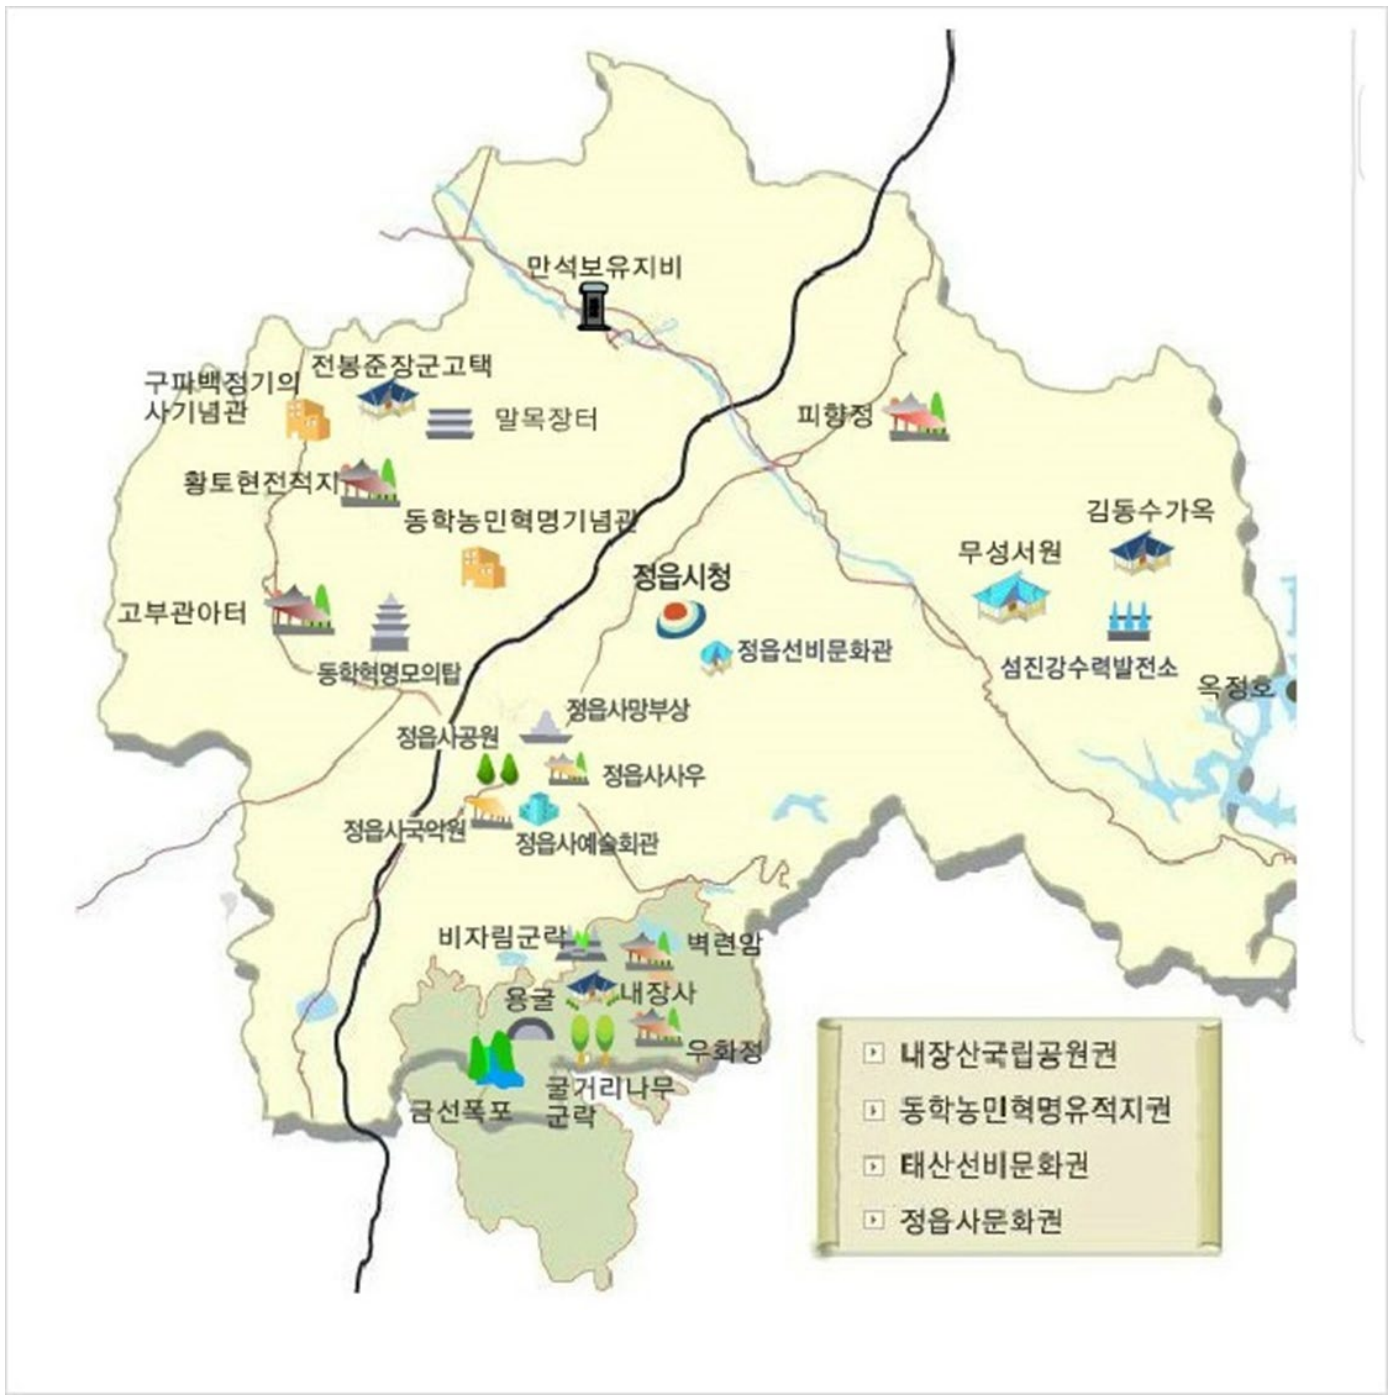 만석보유지비
전봉준장군고택
구파백정기의
사기념관
말목장터
피향정
황토현전적지
동학농민혁명기념관
김동수가옥
무성서원
정읍시청
고부관아터
정읍선비문화관
동학혁명모의탑
섬진강수력발전소
옥정호
정읍사망부상
정읍사공원
정읍사사우
정읍사국악원
정읍사예술회관
비자림군락
벽련암
용굴
내장사
우화정
굴거리나무
군락
금선폭포
내장산국립공원권
동학농민혁명유적지권
태산선비문화권
정읍사문화권